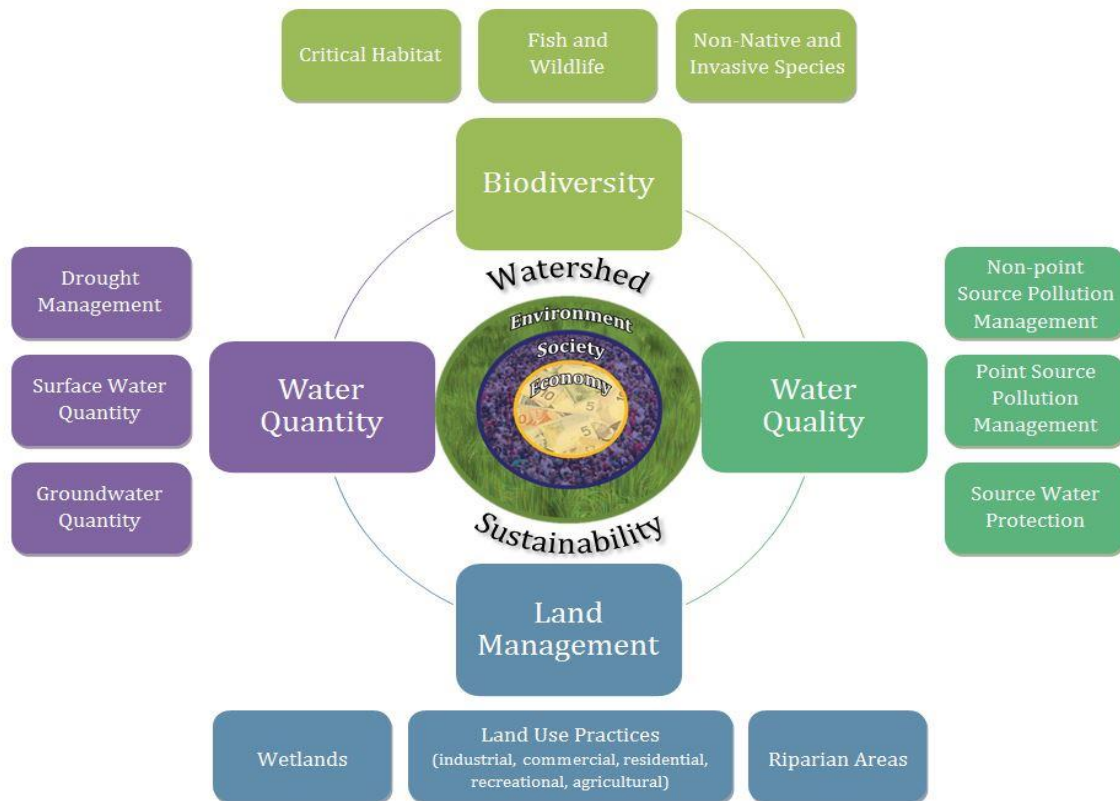 Critical Habitat
Fish and
Wildlife
Non-Native and
Invasive Species
Biodiversity
Drought
Management
Surface Water
Quantity
Groundwater
Quantity
Water
Quantity
Watershed
Environment
Society
Economy
Sustainability
Water
Quality
Non-point
Source Pollution
Management
Point Source
Pollution
Management
Source Water
Protection
Land
Management
Wetlands
Land Use Practices
(industrial, commercial, residential,
recreational, agricultural)
Riparian Areas